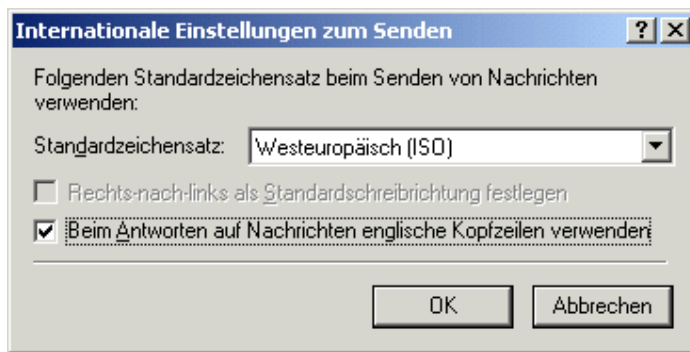 Internationale Einstellungen zum Senden
Folgenden Standardzeichensatz beim Senden von Nachrichten
verwenden:
Standardzeichensatz: Westeuropäisch (ISO)
Rechts-nach-links als Standardschreibrichtung festlegen
Beim Antworten auf Nachrichten englische Kopfzeilen verwenden
OK Abbrechen